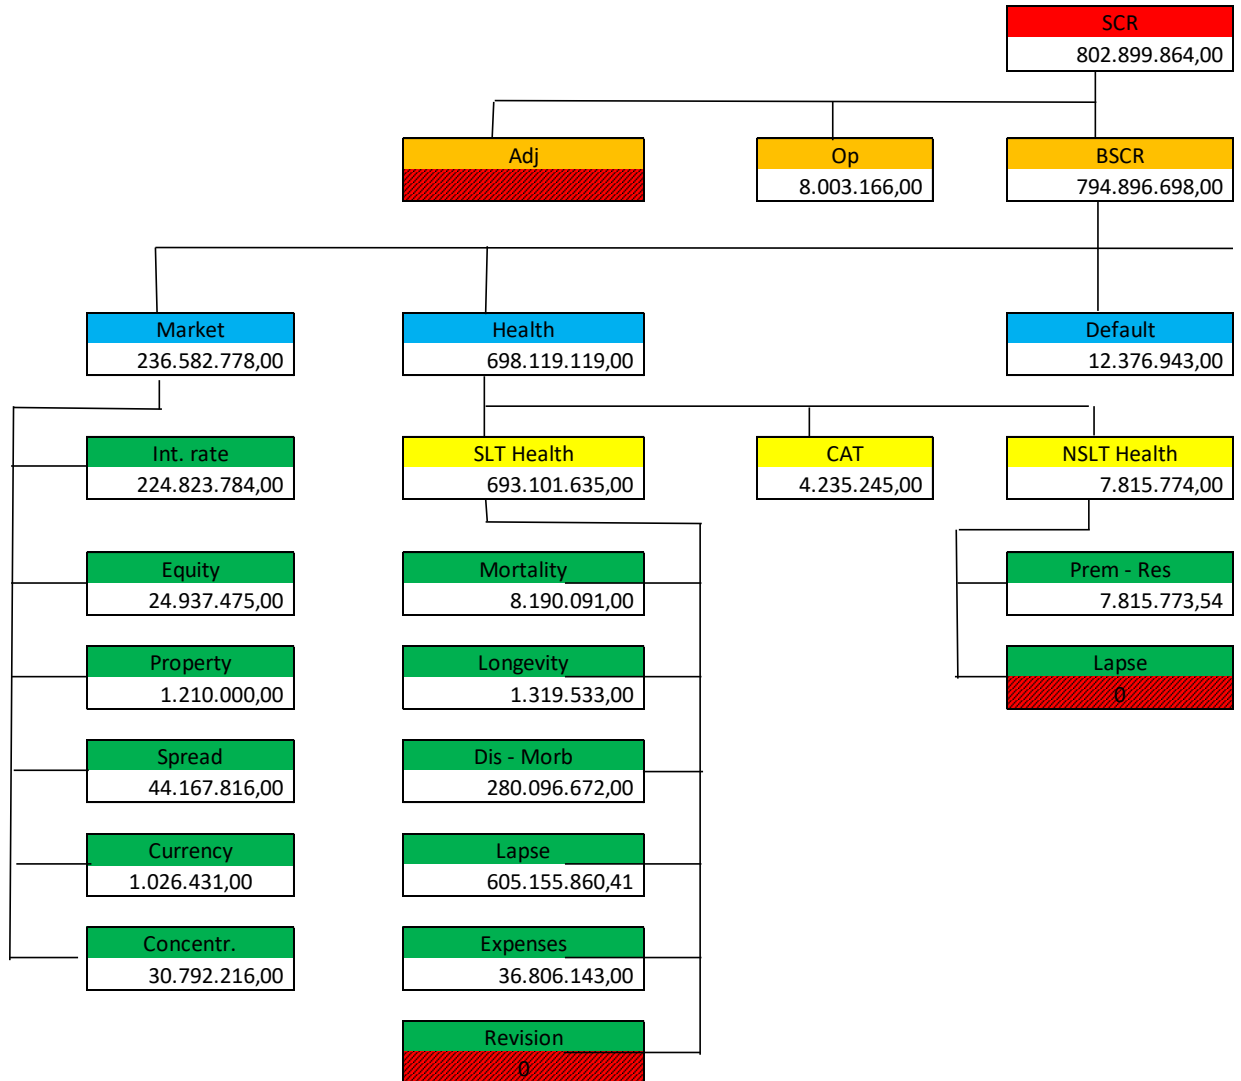 SCR
802.899.864,00
Adj
Op
8.003.166,00
BSCR
794.896.698,00
Market
236.582.778,00
Health
698.119.119,00
Default
12.376.943,00
Int. rate
224.823.784,00
SLT Health
693.101.635,00
CAT
4.235.245,00
NSLT Health
7.815.774,00
Equity
24.937.475,00
Mortality
8.190.091,00
Prem - Res
7.815.773,54
Property
1.210.000,00
Longevity
1.319.533,00
Lapse
0
Spread
44.167.816,00
Dis - Morb
280.096.672,00
Currency
1.026.431,00
Lapse
605.155.860,41
Concentr.
30.792.216,00
Expenses
36.806.143,00
Revision
0